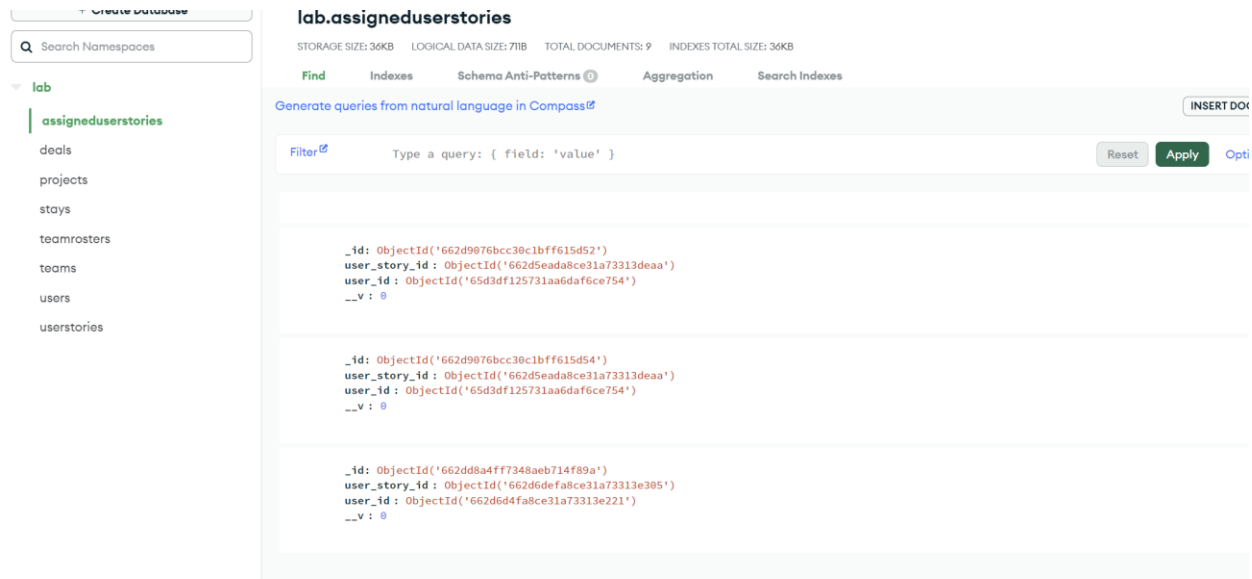 + Create Database
Search Namespaces
lab
assigneduserstories
deals
projects
stays
teamrosters
teams
users
userstories
lab.assigneduserstories
STORAGE SIZE: 36KB LOGICAL DATA SIZE: 711B TOTAL DOCUMENTS: 9 INDEXES TOTAL SIZE: 36KB
Find Indexes Schema Anti-Patterns 0 Aggregation Search Indexes
Generate queries from natural language in Compass
INSERT DOC
Filter Type a query: { field: 'value' } Reset Apply Opti
_id: ObjectId('662d9076bcc30c1bff615d52')
user_story_id : ObjectId('662d5eada8ce31a73313deaa')
user_id : ObjectId('65d3df125731aa6daf6ce754')
__v : 0
_id: ObjectId('662d9076bcc30c1bff615d54')
user_story_id : ObjectId('662d5eada8ce31a73313deaa')
user_id : ObjectId('65d3df125731aa6daf6ce754')
__v : 0
_id: ObjectId('662dd8a4ff7348aeb714f89a')
user_story_id : ObjectId('662d6defa8ce31a73313e305')
user_id : ObjectId('662d6d4fa8ce31a73313e221')
__v : 0